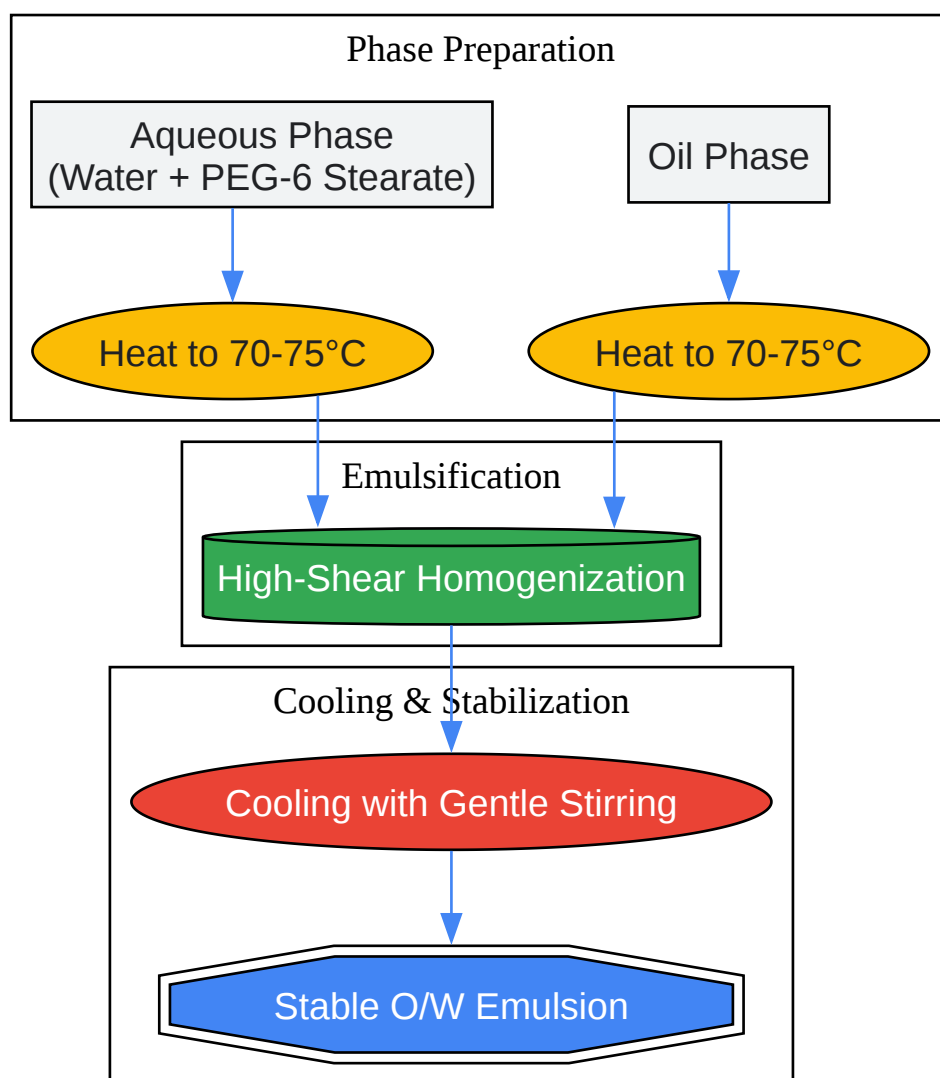 Phase Preparation
Aqueous Phase
(Water + PEG-6 Stearate)
Oil Phase
Heat to 70-75°C
Heat to 70-75°C
Emulsification
High-Shear Homogenization
Cooling & Stabilization
Cooling with Gentle Stirring
Stable O/W Emulsion